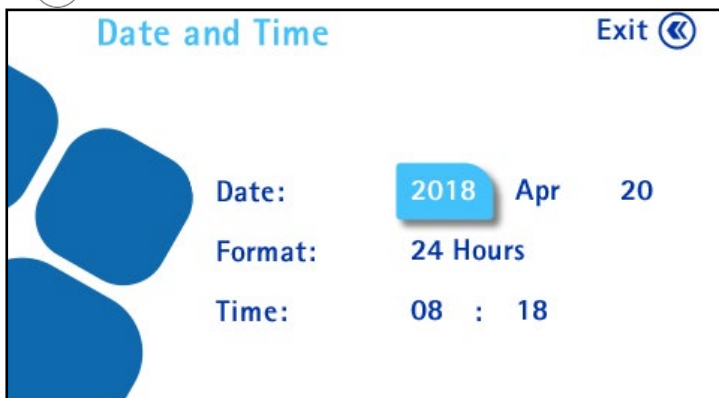 Date and Time Exit
Date: 2018 Apr 20
Format: 24 Hours
Time: 08 : 18